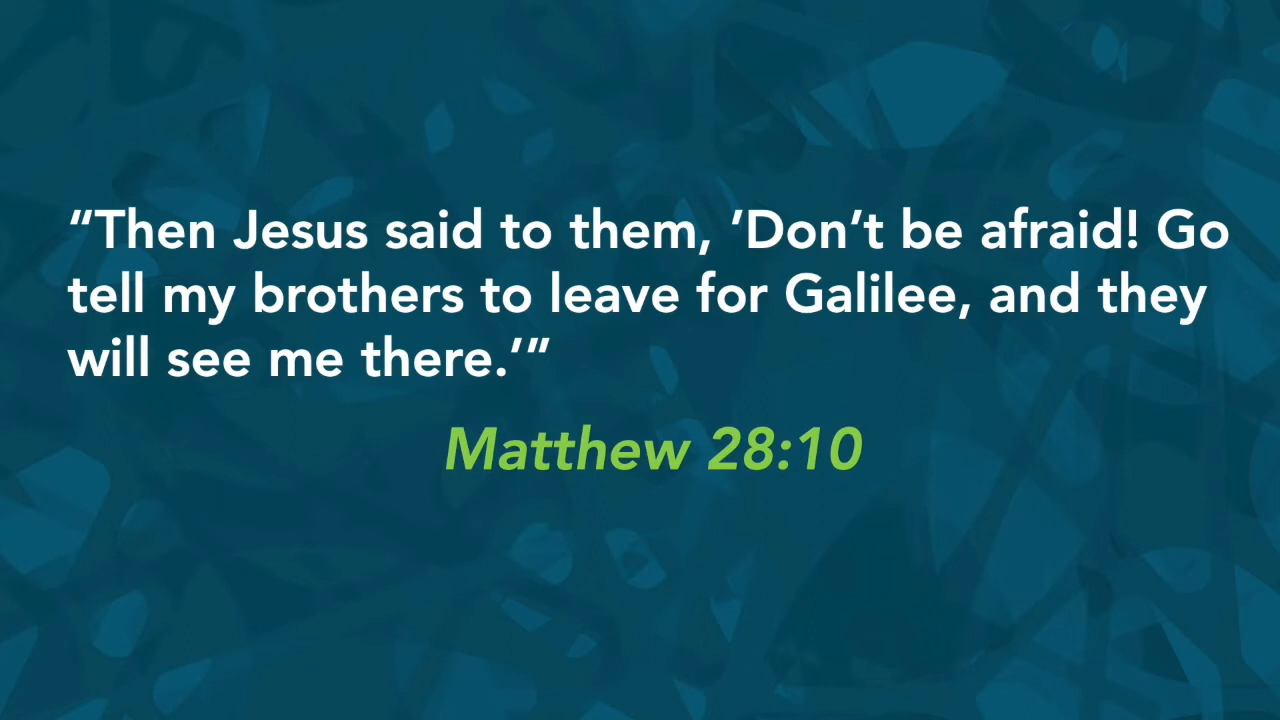 “Then Jesus said to them, ’Don’t be afraid! Go
tell my brothers to leave for Galilee, and they
will see me there.’”
Matthew 28:10